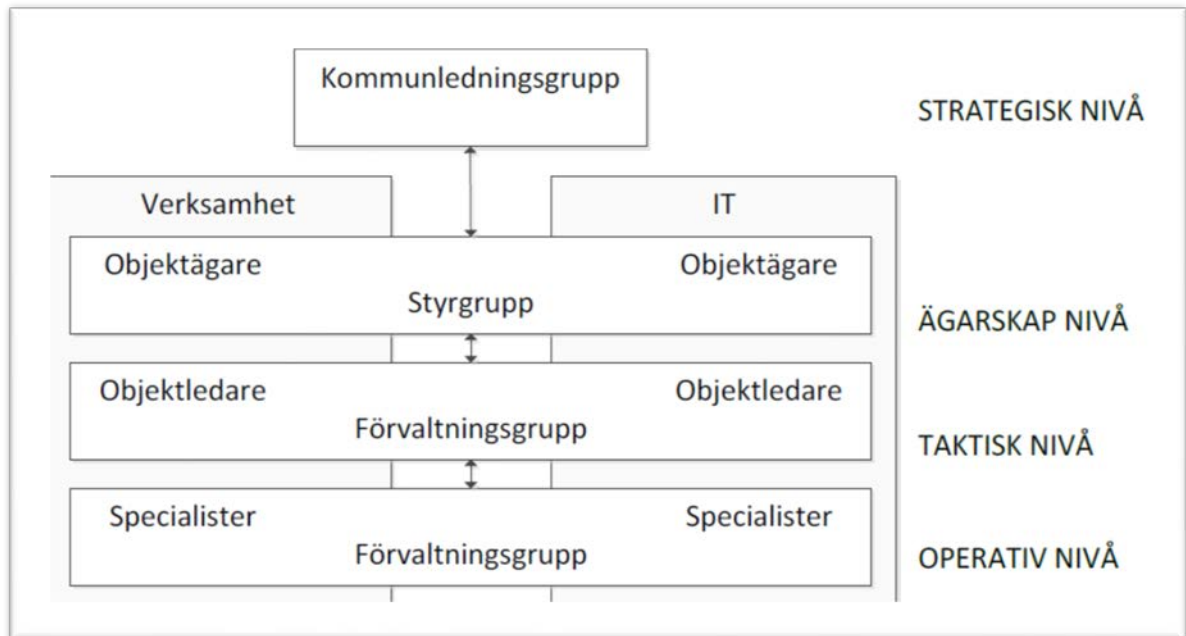 Kommunledningsgrupp
STRATEGISK NIVÅ
Verksamhet
IT
Objektägare
Objektägare
Styrgrupp
ÄGARSKAP NIVÅ
Objektledare
Objektledare
Förvaltningsgrupp
TAKTISK NIVÅ
Specialister
Specialister
Förvaltningsgrupp
OPERATIV NIVÅ